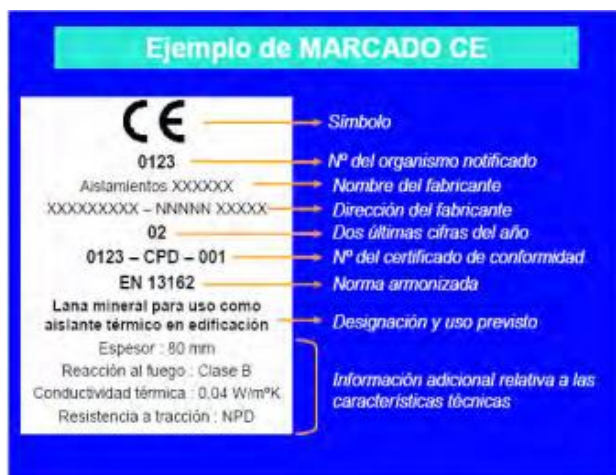 Ejemplo de MARCADO CE
CE
Símbolo
0123
Nº del organismo notificado
Aislamientos XXXXXX
Nombre del fabricante
XXXXXXXXX – NNNNN XXXXX
Dirección del fabricante
02
Dos últimas cifras del año
0123 – CPD – 001
Nº del certificado de conformidad
EN 13162
Norma armonizada
Lana mineral para uso como
aislante térmico en edificación
Designación y uso previsto
Espesor : 80 mm
Reacción al fuego : Clase B
Conductividad térmica : 0,04 W/mºK
Resistencia a tracción : NPD
Información adicional relativa a las
características técnicas